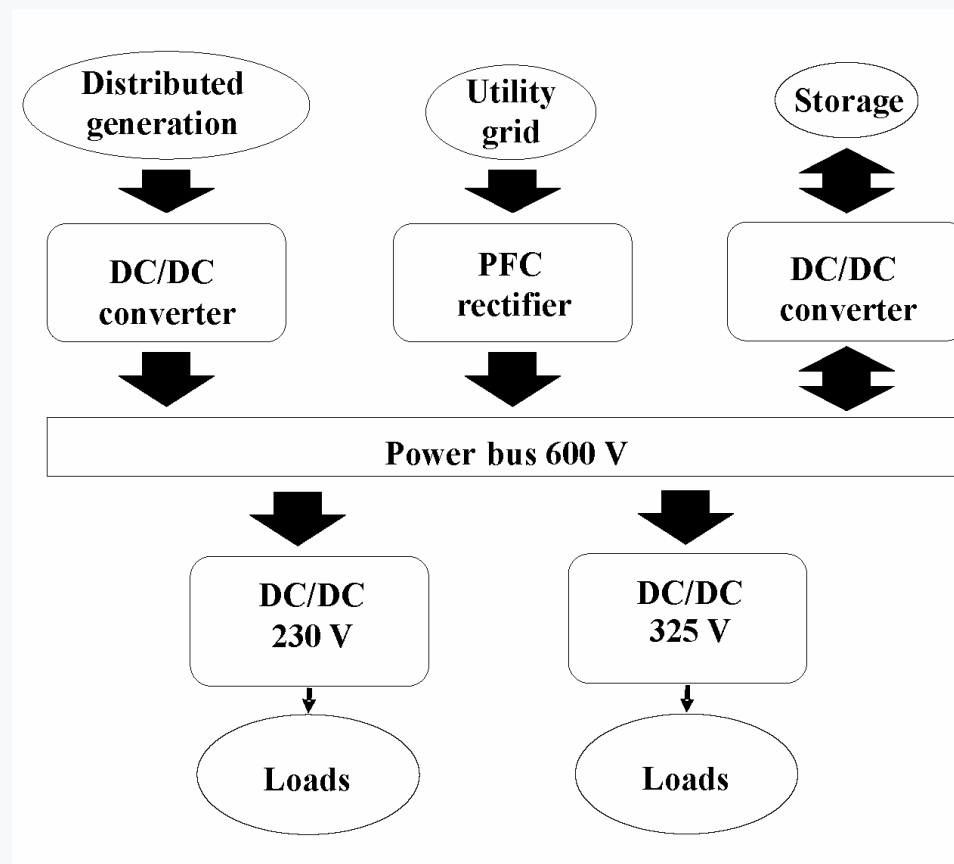 Distributed
generation
Utility
grid
Storage
DC/DC
converter
PFC
rectifier
DC/DC
converter
Power bus 600 V
DC/DC
230 V
DC/DC
325 V
Loads
Loads